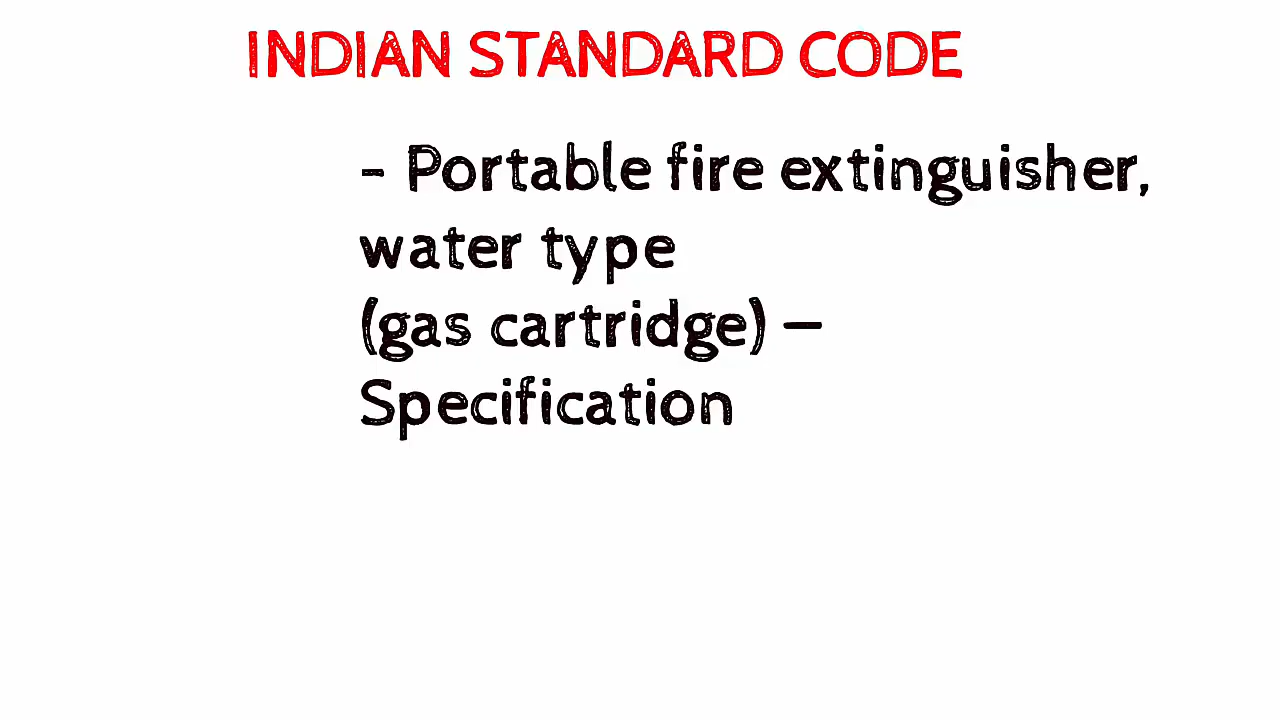 INDIAN STANDARD CODE
- Portable fire extinguisher,
water type
(gas cartridge) –
Specification